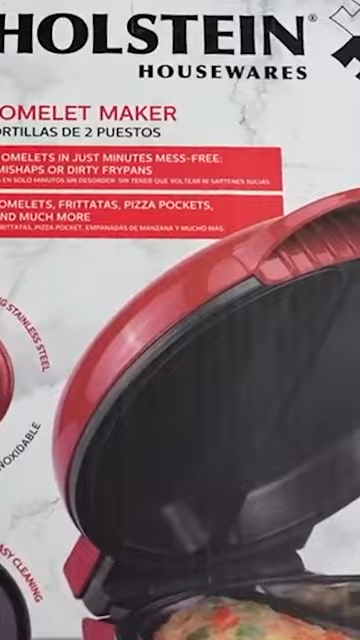 HOLSTEIN®
HOUSEWARES
OMELET MAKER
ORTILLAS DE 2 PUESTOS
OMELETS IN JUST MINUTES MESS-FREE:
MISHAPS OR DIRTY FRYPANS
EN SOLO MINUTOS SIN DESORDEN. SIN TENER QUE VOLTEAR NI SARTENES SUCIAS.
OMELETS, FRITTATAS, PIZZA POCKETS,
ND MUCH MORE
FRITTATAS, PIZZA POCKET, EMPANADAS DE MANZANA Y MUCHO MÁS.
G STAINLESS STEEL
NOXIDABLE
ASY CLEANING